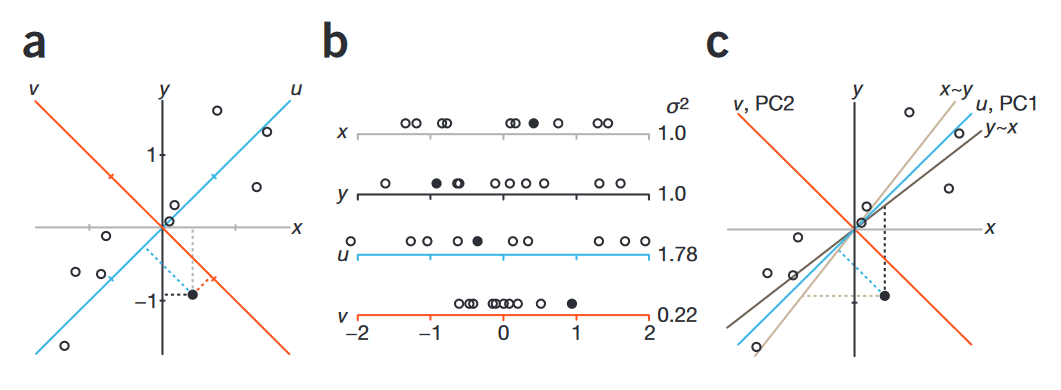 a
v
y
u
1
x
−1
b
σ²
x
1.0
y
1.0
u
1.78
v
0.22
−2
−1
0
1
2
c
v, PC2
y
x~y
u, PC1
y~x
x